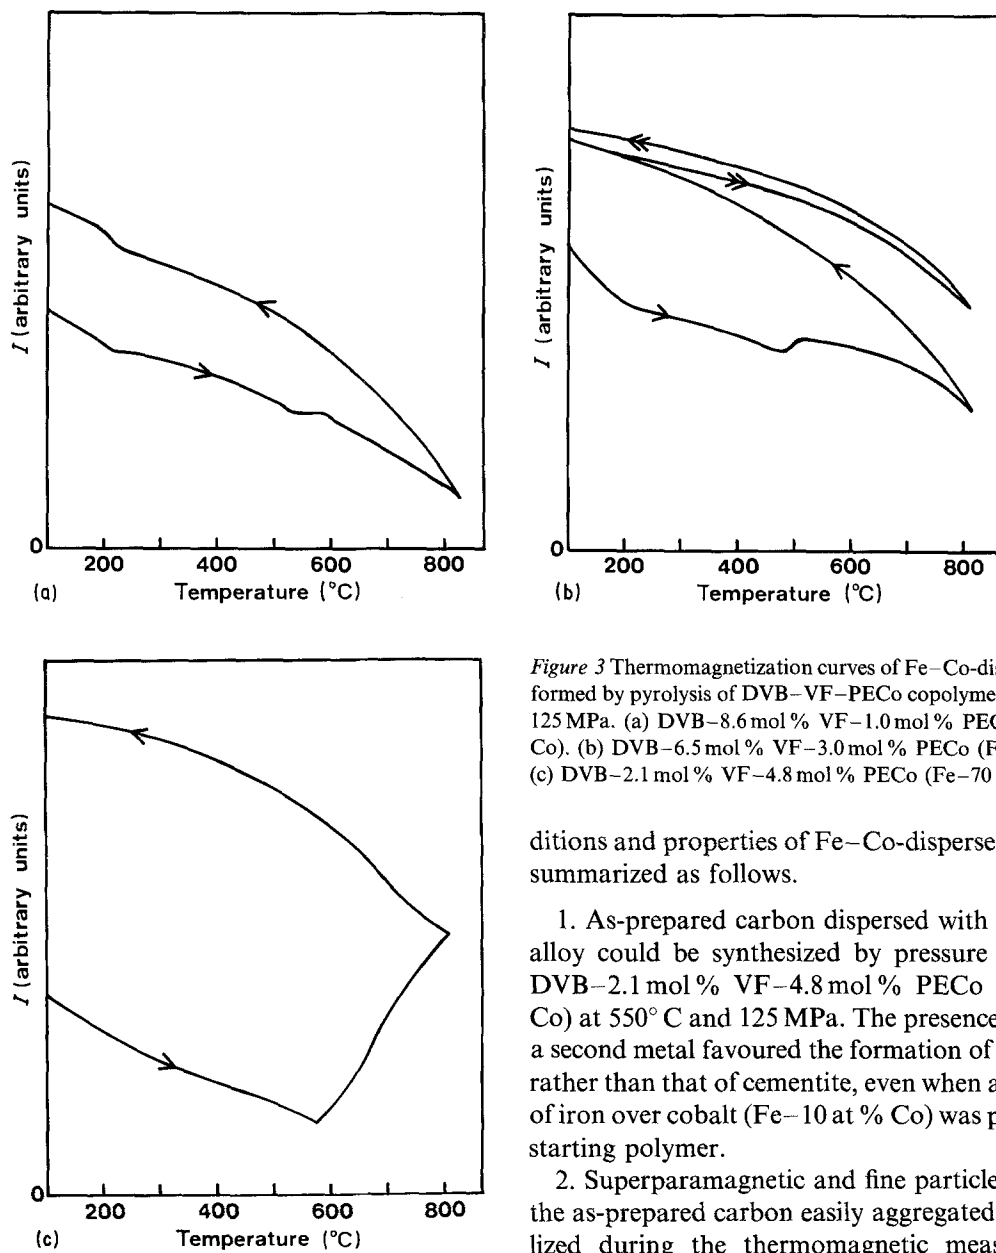 I (arbitrary units)
0
200 400 600 800
(a) Temperature (°C)
I (arbitrary units)
200 400 600 800
(b) Temperature (°C)
I (arbitrary units)
0
200 400 600 800
(c) Temperature (°C)
Figure 3 Thermomagnetization curves of Fe–Co-di
formed by pyrolysis of DVB–VF–PECo copolyme
125 MPa. (a) DVB–8.6 mol % VF–1.0 mol % PEC
Co). (b) DVB–6.5 mol % VF–3.0 mol % PECo (F
(c) DVB–2.1 mol % VF–4.8 mol % PECo (Fe–70
ditions and properties of Fe–Co-disperse
summarized as follows.
1. As-prepared carbon dispersed with
alloy could be synthesized by pressure
DVB–2.1 mol % VF–4.8 mol % PECo
Co) at 550° C and 125 MPa. The presence
a second metal favoured the formation of
rather than that of cementite, even when a
of iron over cobalt (Fe–10 at % Co) was p
starting polymer.
2. Superparamagnetic and fine particle
the as-prepared carbon easily aggregated
lized during the thermomagnetic meas